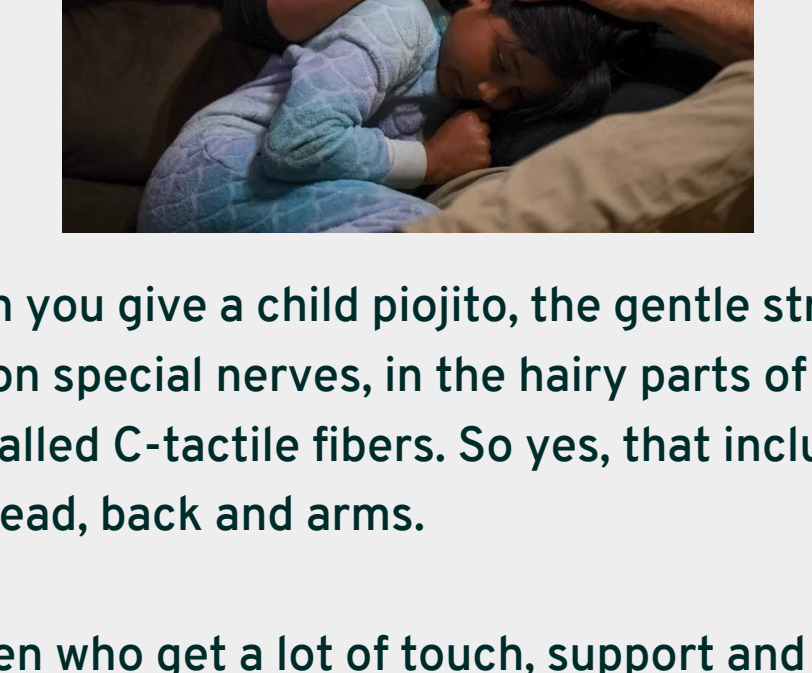 you give a child piojito, the gentle
on special nerves, in the hairy parts of
C-tactile fibers. So yes, that
back and arms.
who get a lot of touch, support and